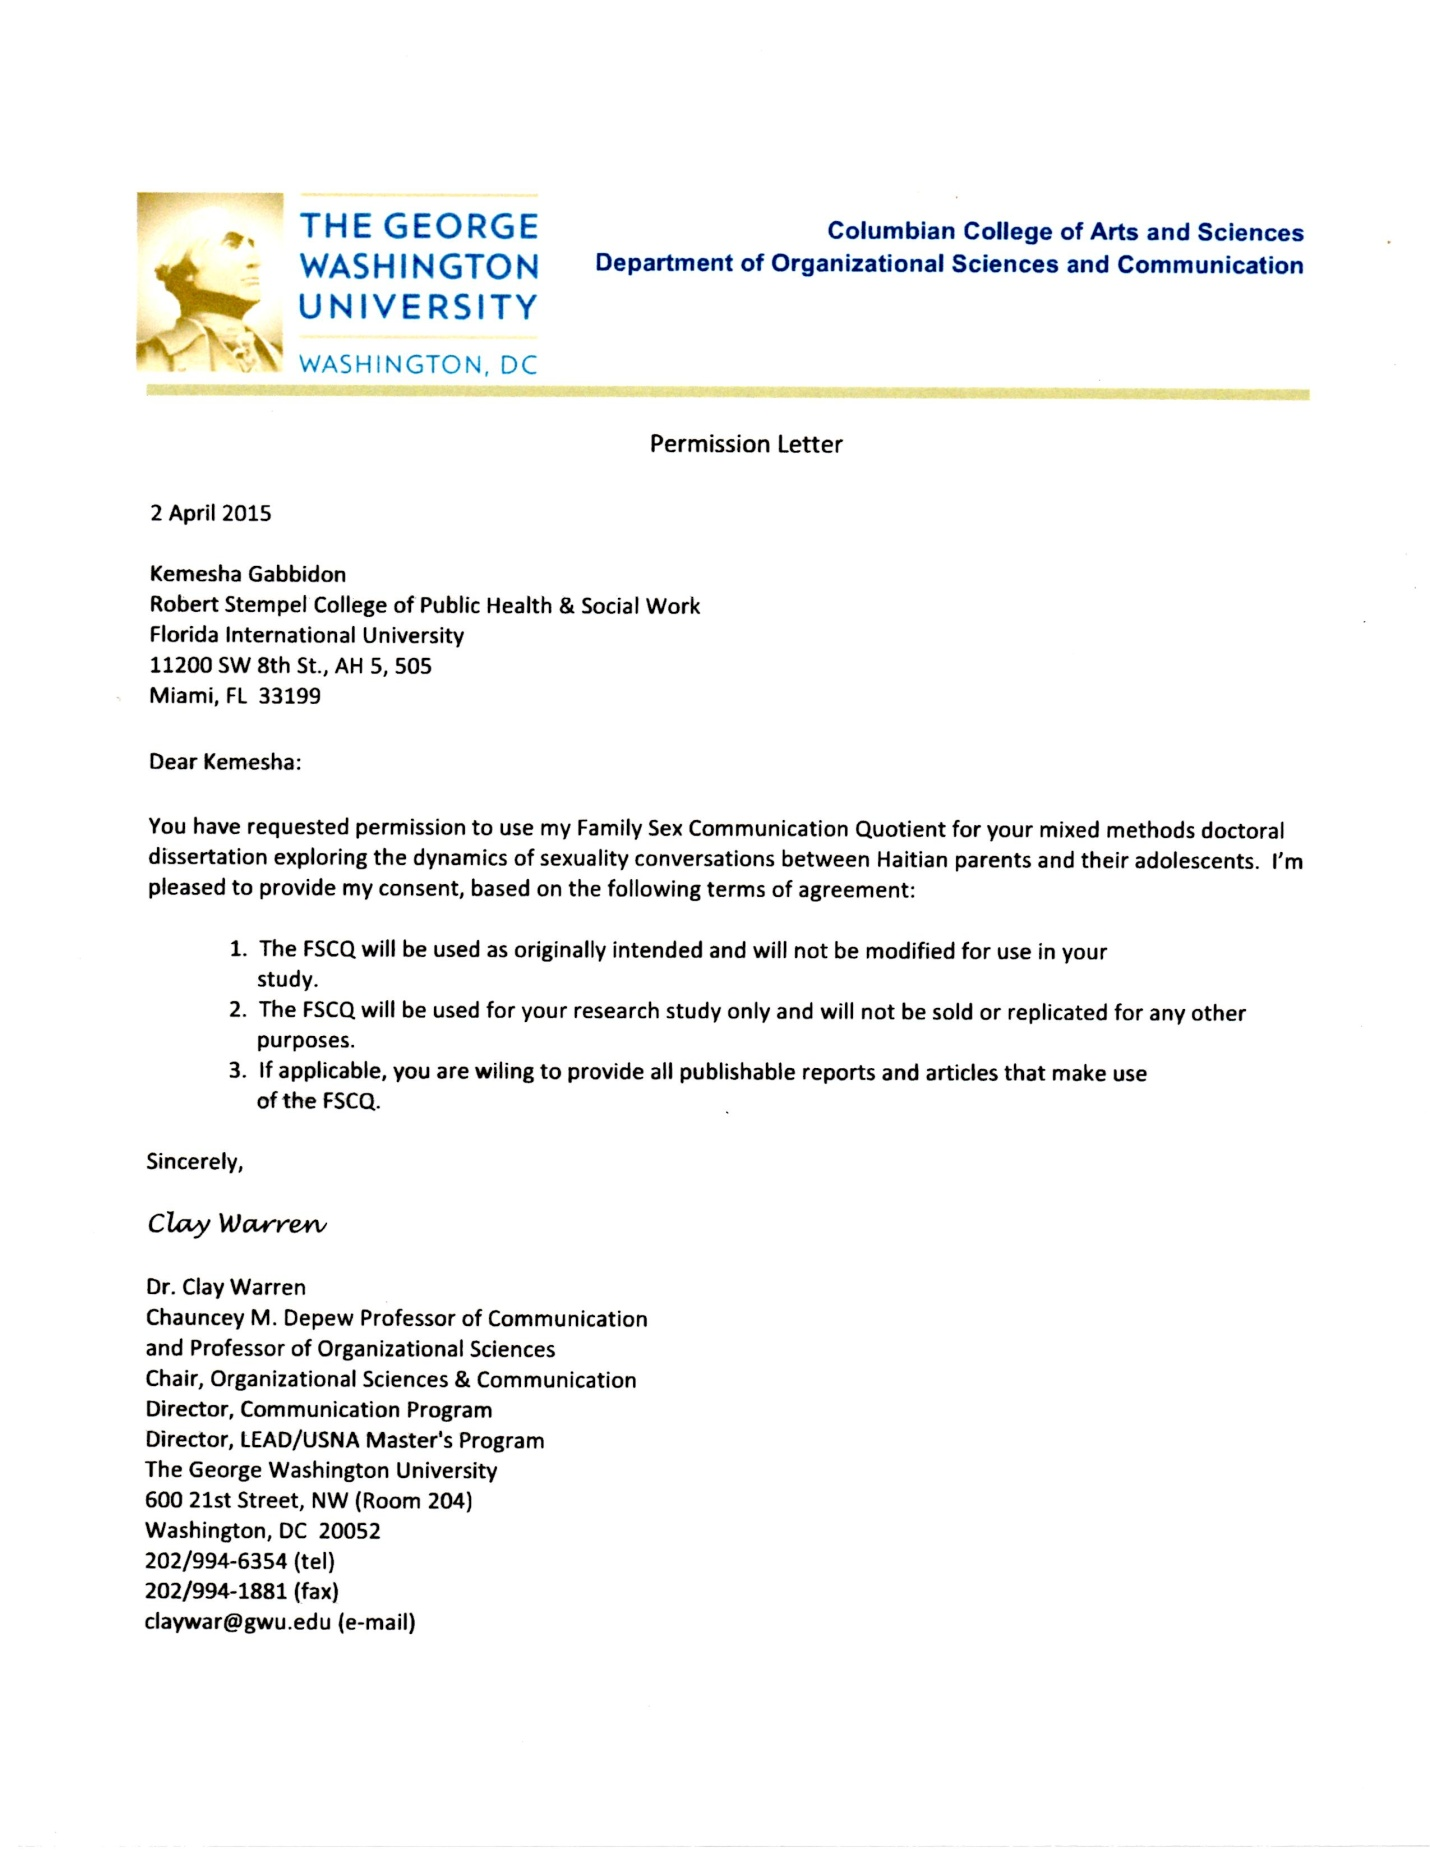 THE GEORGE
WASHINGTON
UNIVERSITY
WASHINGTON, DC
Columbian College of Arts and Sciences
Department of Organizational Sciences and Communication
Permission Letter
2 April 2015
Kemesha Gabbidon
Robert Stempel College of Public Health & Social Work
Florida International University
11200 SW 8th St., AH 5, 505
Miami, FL  33199
Dear Kemesha:
You have requested permission to use my Family Sex Communication Quotient for your mixed methods doctoral
dissertation exploring the dynamics of sexuality conversations between Haitian parents and their adolescents.  I'm
pleased to provide my consent, based on the following terms of agreement:
1. The FSCQ will be used as originally intended and will not be modified for use in your
study.
2. The FSCQ will be used for your research study only and will not be sold or replicated for any other
purposes.
3. If applicable, you are wiling to provide all publishable reports and articles that make use
of the FSCQ.
Sincerely,
Clay Warren
Dr. Clay Warren
Chauncey M. Depew Professor of Communication
and Professor of Organizational Sciences
Chair, Organizational Sciences & Communication
Director, Communication Program
Director, LEAD/USNA Master's Program
The George Washington University
600 21st Street, NW (Room 204)
Washington, DC  20052
202/994-6354 (tel)
202/994-1881 (fax)
claywar@gwu.edu (e-mail)